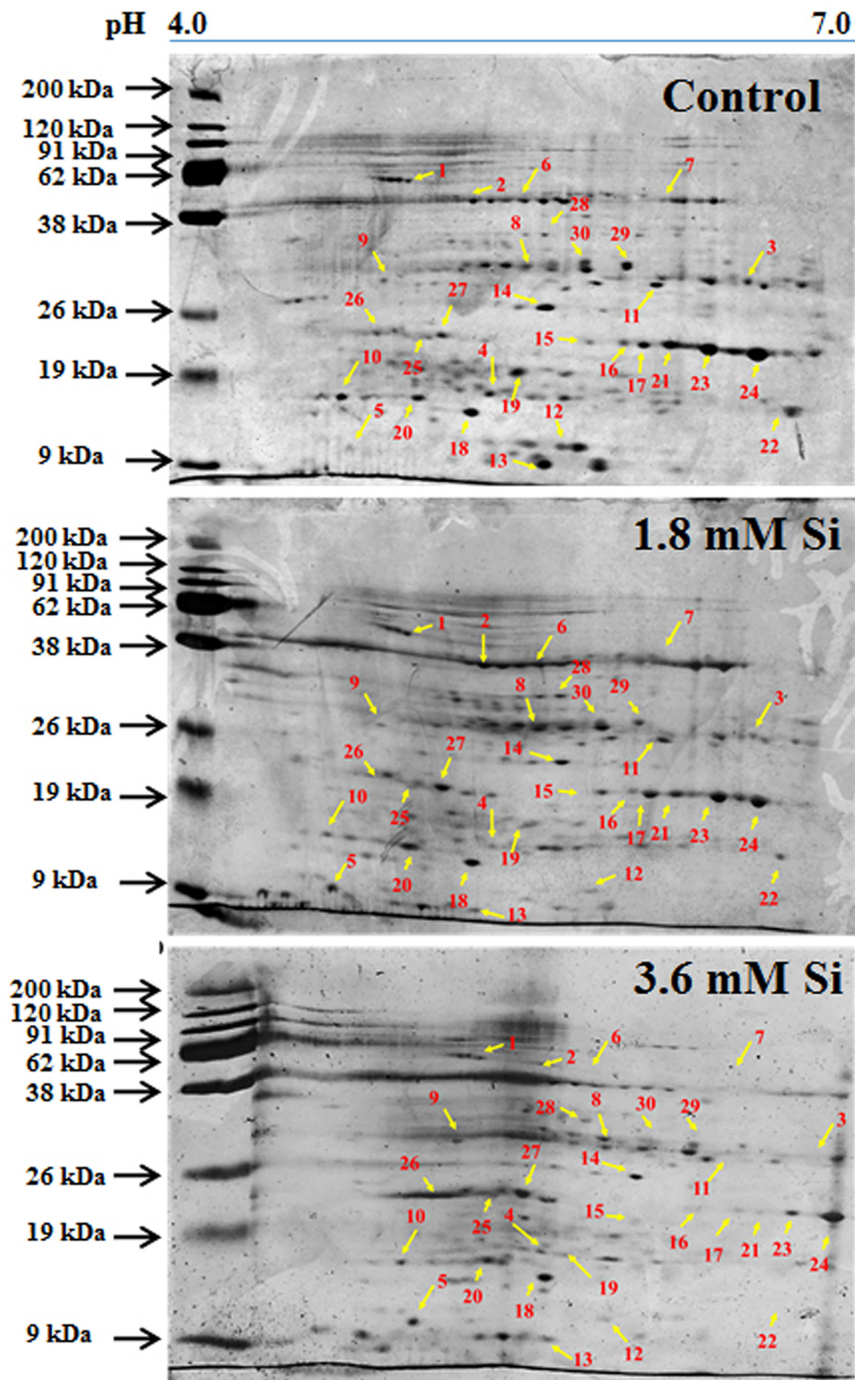 pH 4.0 7.0
Control
200 kDa
120 kDa
91 kDa
62 kDa
38 kDa
26 kDa
19 kDa
9 kDa
1
2 6 7
28
8 30 29
9 3
14 11
26 27
15
10 25 4 16 17 21 23 24
19
5 20 12
18 22
13
1.8 mM Si
200 kDa
120 kDa
91 kDa
62 kDa
38 kDa
26 kDa
19 kDa
9 kDa
1 2 6 7
28
9 8 30 29 3
14 11
26 27
15
10 25 4 16 17 21 23 24
19
5 20 12
18 22
13
3.6 mM Si
200 kDa
120 kDa
91 kDa
62 kDa
38 kDa
26 kDa
19 kDa
9 kDa
1 2 6 7
9 28 8 30 29 3
26 27 14 11
10 25 4 15 16 17 21 23 24
5 20 18 19
22
13 12